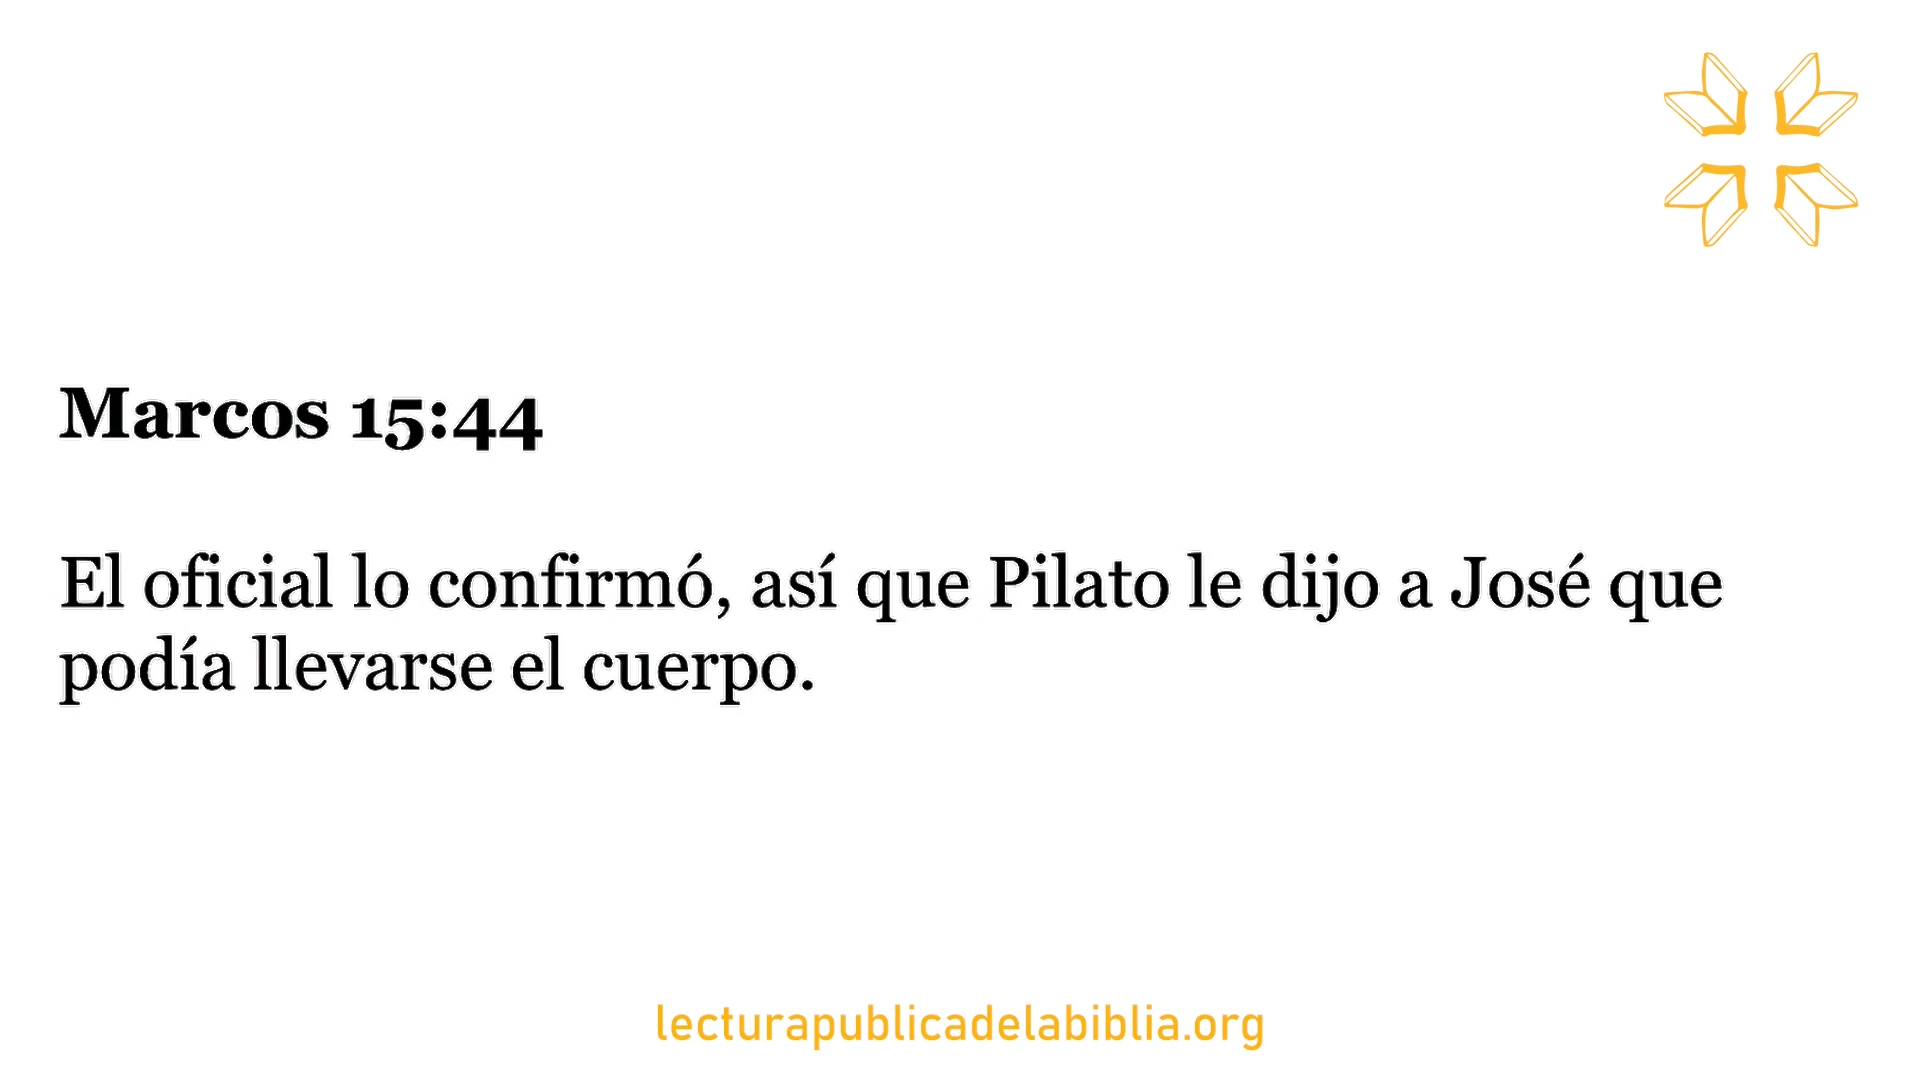 Marcos 15:44
El oficial lo confirmó, así que Pilato le dijo a José que
podía llevarse el cuerpo.
lecturapublicadelabiblia.org